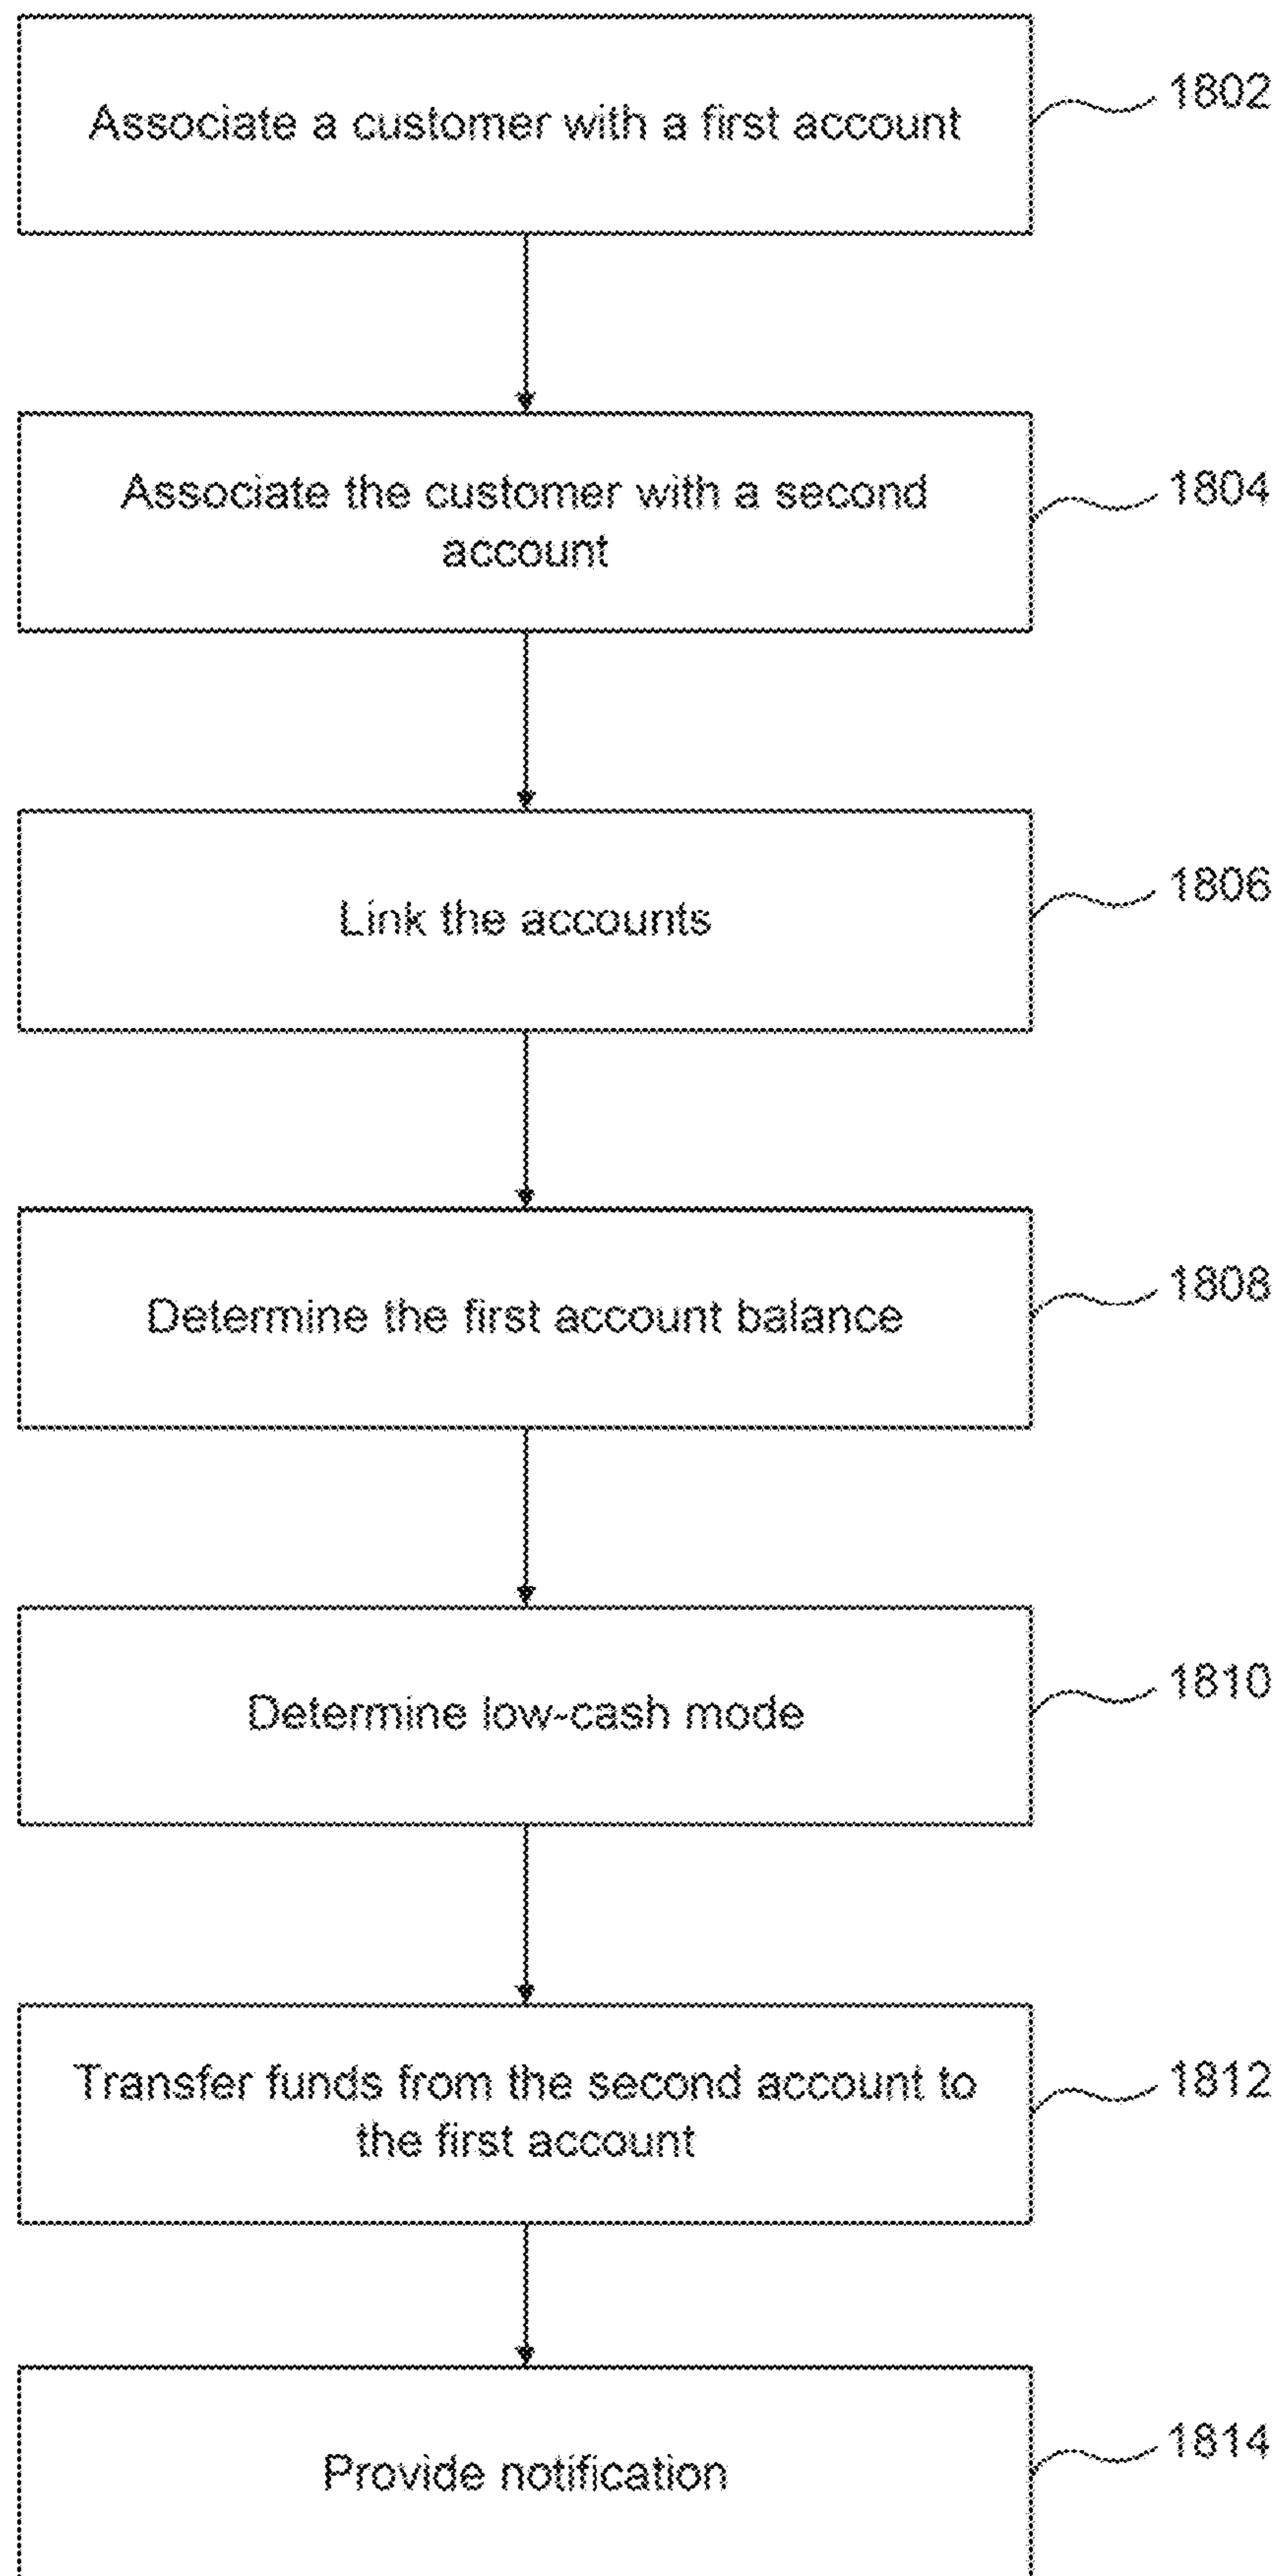 Associate a customer with a first account
1802
Associate the customer with a second
account
1804
Link the accounts
1806
Determine the first account balance
1808
Determine low-cash mode
1810
Transfer funds from the second account to
the first account
1812
Provide notification
1814